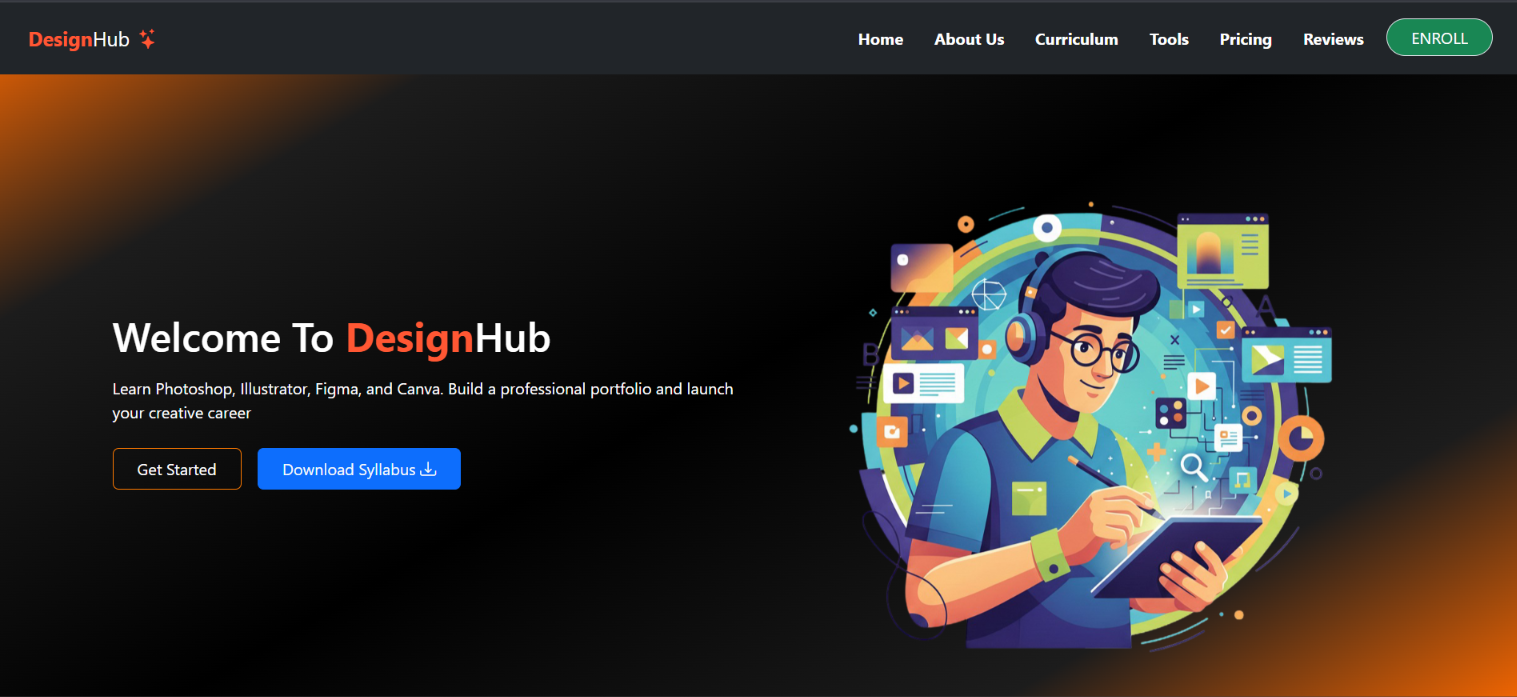 DesignHub
Home About Us Curriculum Tools Pricing Reviews ENROLL
Welcome To DesignHub
Learn Photoshop, Illustrator, Figma, and Canva. Build a professional portfolio and launch
your creative career
Get Started Download Syllabus
A
B
X